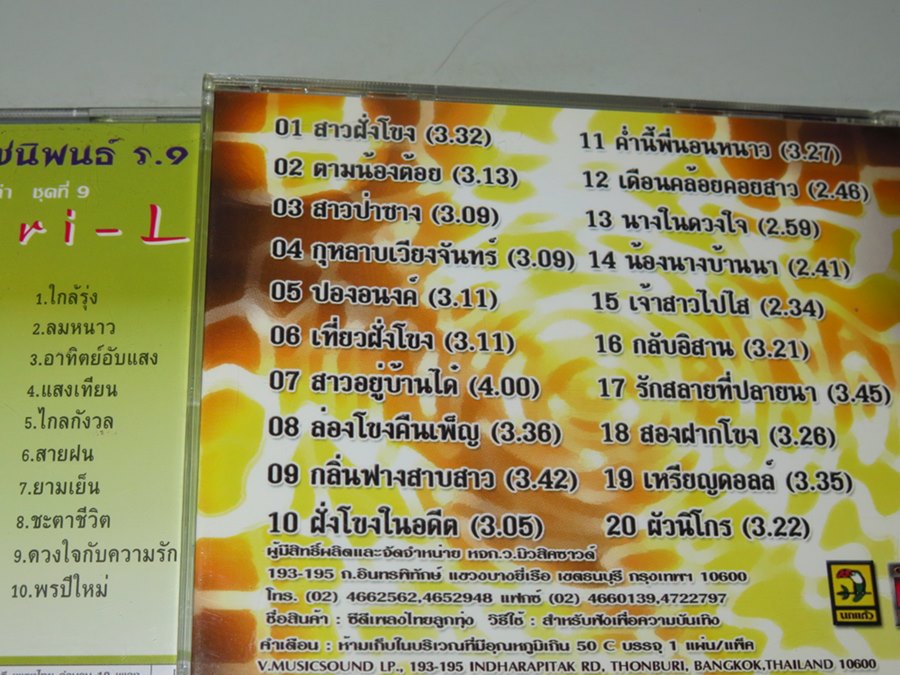 ชนิพนธ์ ร.๑
ชุดที่ ๑
ri-1
1.ใกล้รุ่ง
2.ลมหนาว
3.อาทิตย์อับแสง
4.แสงเทียน
5.ไกลกังวล
6.สายฝน
7.ยามเย็น
8.ชะตาชีวิต
9.ดวงใจกับความรัก
10.พรปีใหม่
01 สาวฝั่งโขง (3.32)
02 ตามน้องต้อย (3.13)
03 สาวป่าซาง (3.09)
04 กุหลาบเวียงจันทร์ (3.09)
05 ปองอนงค์ (3.11)
06 เที่ยวฝั่งโขง (3.11)
07 สาวอยู่บ้านได๋ (4.00)
08 ล่องโขงคืนเพ็ญ (3.36)
09 กลิ่นฟางสาบสาว (3.42)
10 ฝั่งโขงในอดีต (3.05)
11 ค่ำนี้พี่นอนหนาว (3.27)
12 เดือนคล้อยคอยสาว (2.46)
13 นางในดวงใจ (2.59)
14 น้องนางบ้านนา (2.41)
15 เจ้าสาวไปไส (2.34)
16 กลับอิสาน (3.21)
17 รักสลายที่ปลายนา (3.45)
18 สองฝากโขง (3.26)
19 เหรียญดอลล์ (3.35)
20 ผัวนิโกร (3.22)
ผู้มีสิทธิ์ผลิตและจัดจำหน่าย หจก.ว.มิวสิคซาวด์
193-195 ถ.อินทรพิทักษ์ แขวงบางยี่เรือ เขตธนบุรี กรุงเทพฯ 10600
โทร. (02) 4662562,4652948 แฟกซ์ (02) 4660139,4722797
ชื่อสินค้า : ซีดีเพลงไทยลูกทุ่ง วิธีใช้ : สำหรับฟังเพื่อความบันเทิง
คำเตือน : ห้ามเก็บในบริเวณที่มีอุณหภูมิเกิน 50 C บรรจุ 1 แผ่น/แพ็ค
V.MUSICSOUND LP., 193-195 INDHARAPITAK RD, THONBURI, BANGKOK,THAILAND 10600
นกแก้ว